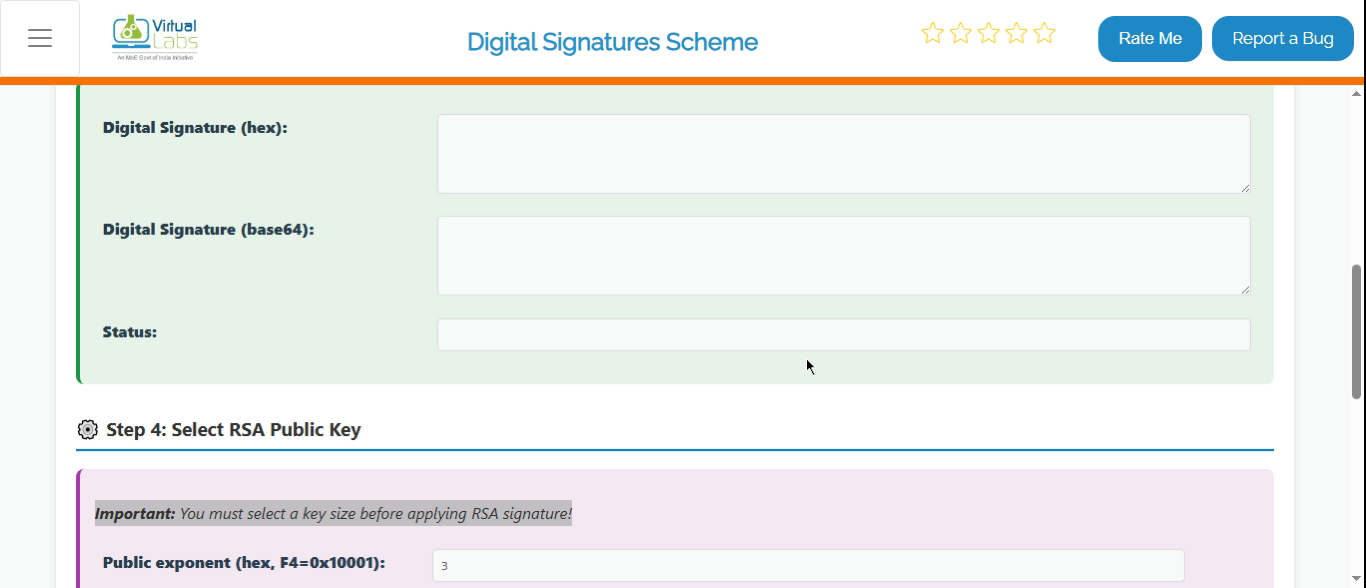 Virtual
Labs
An MoE Govt of India Initiative
Digital Signatures Scheme
Rate Me
Report a Bug
Digital Signature (hex):
Digital Signature (base64):
Status:
Step 4: Select RSA Public Key
Important: You must select a key size before applying RSA signature!
Public exponent (hex, F4=0x10001):
3